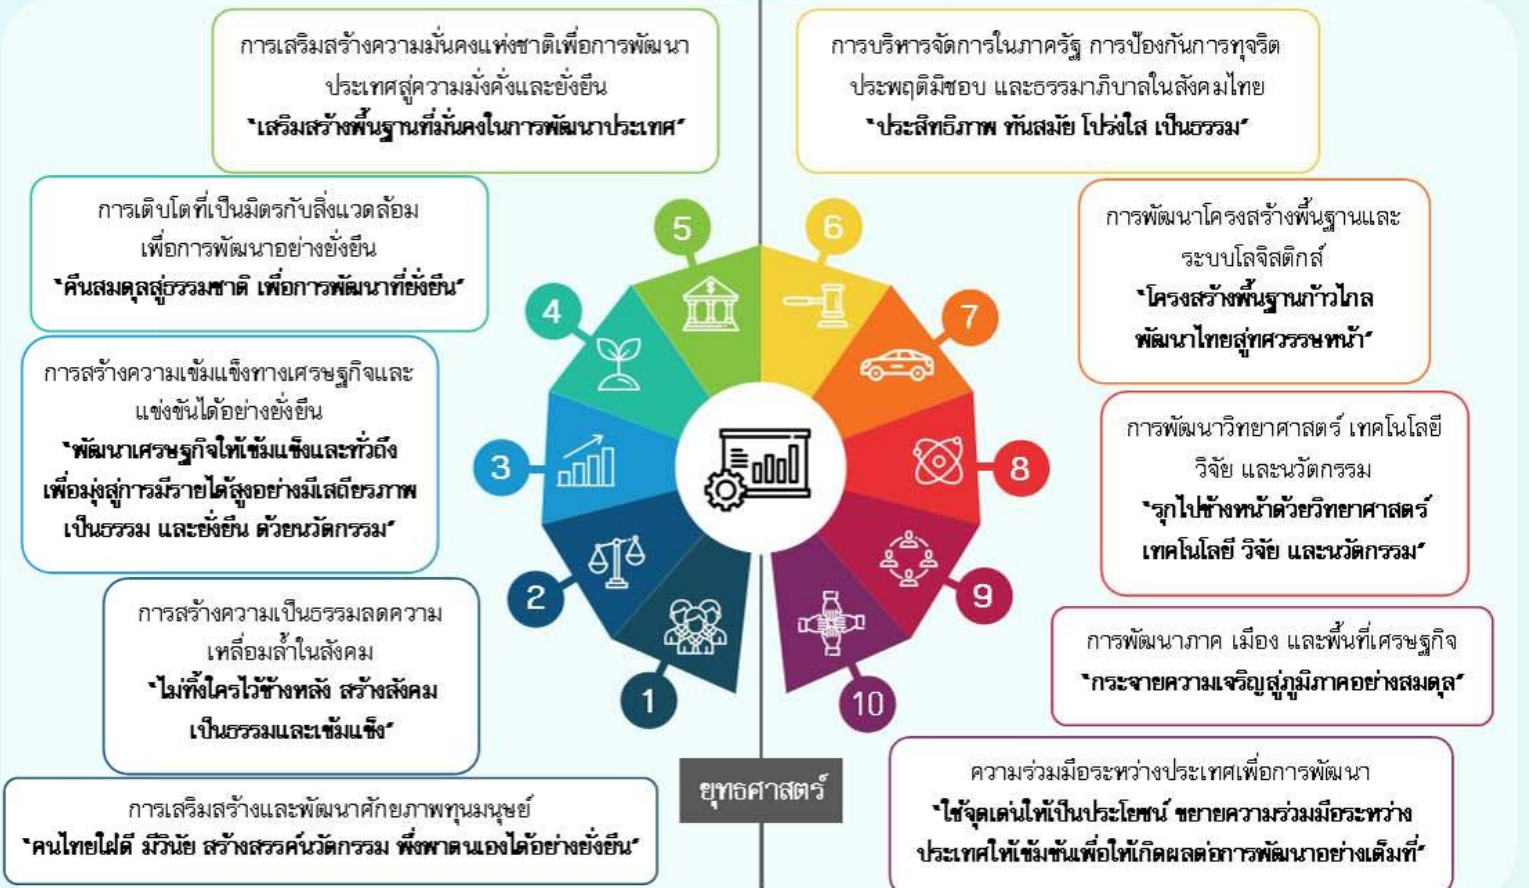 การเสริมสร้างความมั่นคงแห่งชาติเพื่อการพัฒนา
ประเทศสู่ความมั่งคั่งและยั่งยืน
“เสริมสร้างพื้นฐานที่มั่นคงในการพัฒนาประเทศ”
การบริหารจัดการในภาครัฐ การป้องกันการทุจริต
ประพฤติมิชอบ และธรรมาภิบาลในสังคมไทย
“ประสิทธิภาพ ทันสมัย โปร่งใส เป็นธรรม”
การเติบโตที่เป็นมิตรกับสิ่งแวดล้อม
เพื่อการพัฒนาอย่างยั่งยืน
“คืนสมดุลสู่ธรรมชาติ เพื่อการพัฒนาที่ยั่งยืน”
การพัฒนาโครงสร้างพื้นฐานและ
ระบบโลจิสติกส์
“โครงสร้างพื้นฐานก้าวไกล
พัฒนาไทยสู่ทศวรรษหน้า”
การสร้างความเข้มแข็งทางเศรษฐกิจและ
แข่งขันได้อย่างยั่งยืน
“พัฒนาเศรษฐกิจให้เข้มแข็งและทั่วถึง
เพื่อมุ่งสู่การมีรายได้สูงอย่างมีเสถียรภาพ
เป็นธรรม และยั่งยืน ด้วยนวัตกรรม”
การพัฒนาวิทยาศาสตร์ เทคโนโลยี
วิจัย และนวัตกรรม
“รุกไปข้างหน้าด้วยวิทยาศาสตร์
เทคโนโลยี วิจัย และนวัตกรรม”
การสร้างความเป็นธรรมลดความ
เหลื่อมล้ำในสังคม
“ไม่ทิ้งใครไว้ข้างหลัง สร้างสังคม
เป็นธรรมและเข้มแข็ง”
การพัฒนาภาค เมือง และพื้นที่เศรษฐกิจ
“กระจายความเจริญสู่ภูมิภาคอย่างสมดุล”
การเสริมสร้างและพัฒนาศักยภาพทุนมนุษย์
“คนไทยใฝ่ดี มีวินัย สร้างสรรค์นวัตกรรม พึ่งพาตนเองได้อย่างยั่งยืน”
ความร่วมมือระหว่างประเทศเพื่อการพัฒนา
“ใช้จุดเด่นให้เป็นประโยชน์ ขยายความร่วมมือระหว่าง
ประเทศให้เข้มข้นเพื่อให้เกิดผลต่อการพัฒนาอย่างเต็มที่”
5
6
4
7
3
8
2
9
1
10
$
ยุทธศาสตร์